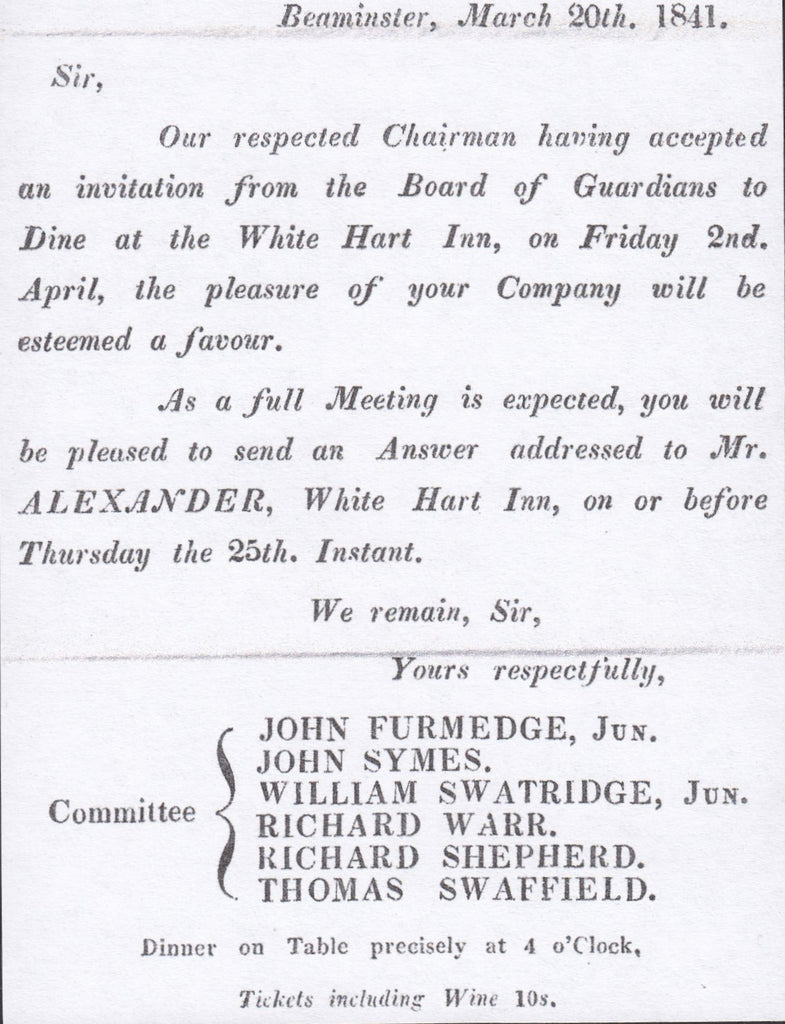 Beaminster, March 20th. 1841.
Sir,
Our respected Chairman having accepted
an invitation from the Board of Guardians to
Dine at the White Hart Inn, on Friday 2nd.
April, the pleasure of your Company will be
esteemed a favour.
As a full Meeting is expected, you will
be pleased to send an Answer addressed to Mr.
ALEXANDER, White Hart Inn, on or before
Thursday the 25th. Instant.
We remain, Sir,
Yours respectfully,
JOHN FURMEDGE, JUN.
JOHN SYMES.
WILLIAM SWATRIDGE, JUN.
Committee
RICHARD WARR.
RICHARD SHEPHERD.
THOMAS SWAFFIELD.
Dinner on Table precisely at 4 o'Clock,
Tickets including Wine 10s.